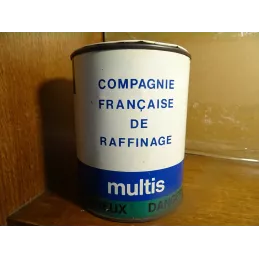 COMPAGNIE
FRANÇAISE
DE
RAFFINAGE
multis